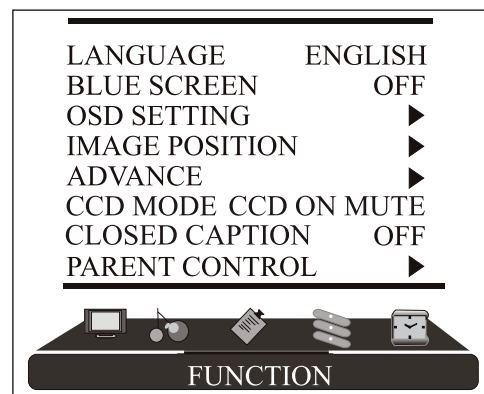 LANGUAGE ENGLISH
BLUE SCREEN OFF
OSD SETTING ▶
IMAGE POSITION ▶
ADVANCE ▶
CCD MODE CCD ON MUTE
CLOSED CAPTION OFF
PARENT CONTROL ▶
FUNCTION